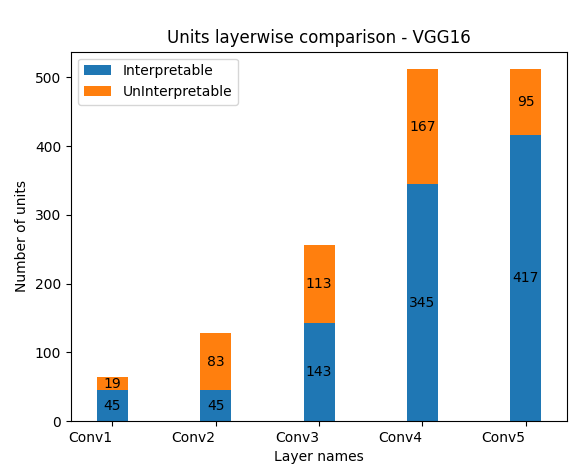 Units layerwise comparison - VGG16
Interpretable
UnInterpretable
Number of units
500
400
300
200
100
0
19
45
83
45
113
143
167
345
95
417
Conv1 Conv2 Conv3 Conv4 Conv5
Layer names